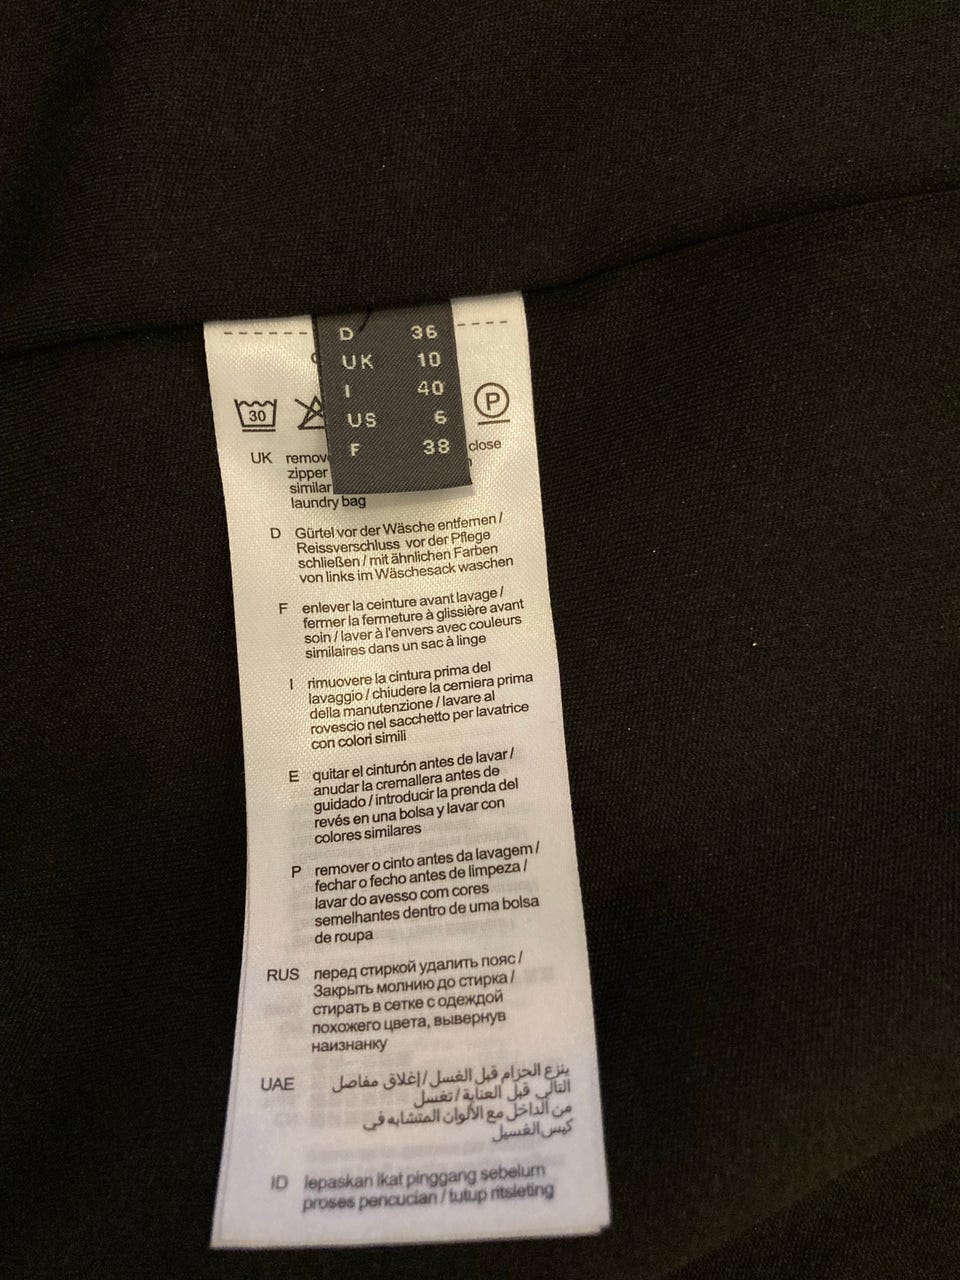 D 36
UK 10
I 40
US 6
F 38
30
P
UK close
zipper
similar
laundry bag
D Gürtel vor der Wäsche entfernen /
Reissverschluss vor der Pflege
schließen / mit ähnlichen Farben
von links im Wäschesack waschen
F enlever la ceinture avant lavage /
fermer la fermeture à glissière avant
soin / laver à l'envers avec couleurs
similaires dans un sac à linge
I rimuovere la cintura prima del
lavaggio / chiudere la cerniera prima
della manutenzione / lavare al
rovescio nel sacchetto per lavatrice
con colori simili
E quitar el cinturón antes de lavar /
anudar la cremallera antes de
guidado / introducir la prenda del
revés en una bolsa y lavar con
colores similares
P remover o cinto antes da lavagem /
fechar o fecho antes de limpeza /
lavar do avesso com cores
semelhantes dentro de uma bolsa
de roupa
RUS перед стиркой удалить пояс /
Закрыть молнию до стирка /
стирать в сетке с одеждой
похожего цвета, вывернув
наизнанку
UAE ينزع الحزام قبل الغسل / إغلاق مفاصل
التالي قبل العناية / تغسل
من الداخل مع الألوان المتشابه في
كيس الغسيل
ID lepaskan ikat pinggang sebelum
proses pencucian / tutup ritsleting